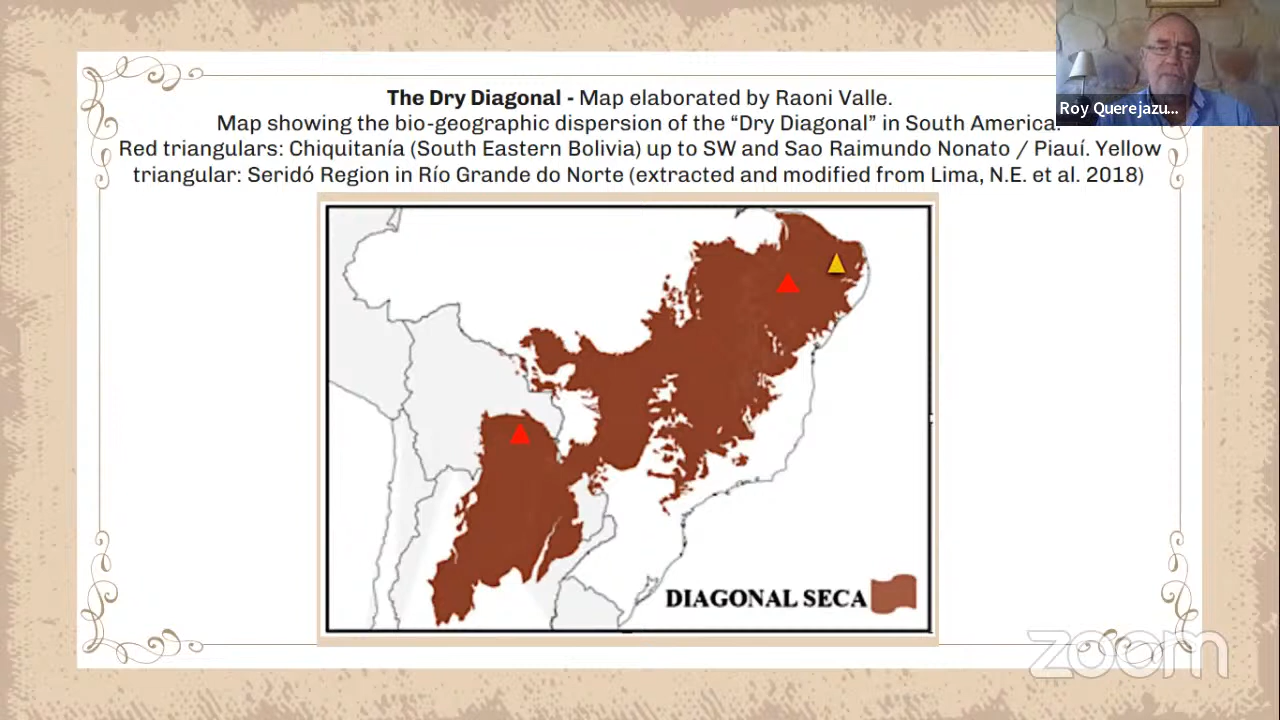 The Dry Diagonal - Map elaborated by Raoni Valle.
Map showing the bio-geographic dispersion of the “Dry Diagonal” in South America.
Red triangulars: Chiquitanía (South Eastern Bolivia) up to SW and Sao Raimundo Nonato / Piauí. Yellow
triangular: Seridó Region in Río Grande do Norte (extracted and modified from Lima, N.E. et al. 2018)
Roy Querejazu...
DIAGONAL SECA
zoom